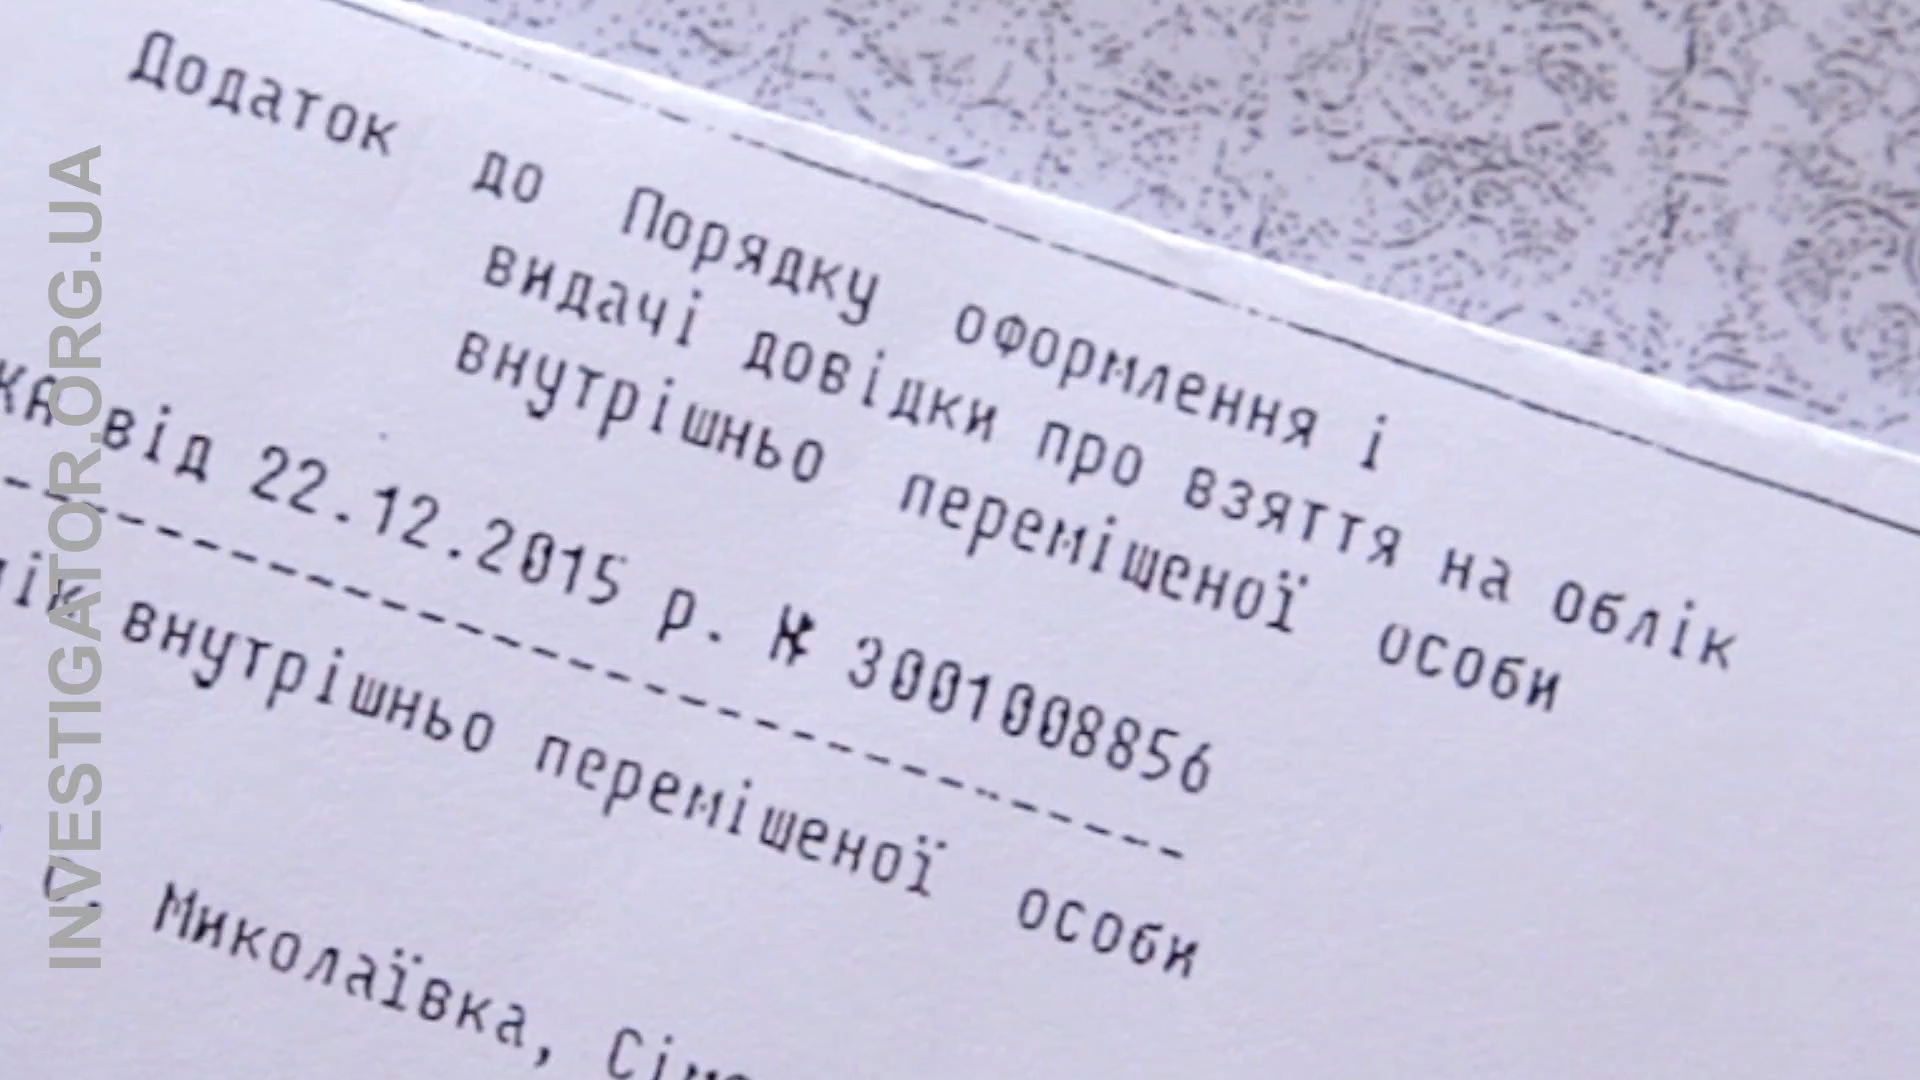 Додаток до Порядку оформлення і
видачі довідки про взяття на облік
внутрішньо переміщеної особи
від 22.12.2015 р. № 3001008856
внутрішньо переміщеної особи
Миколаївка,
INVESTIGATOR.ORG.UA